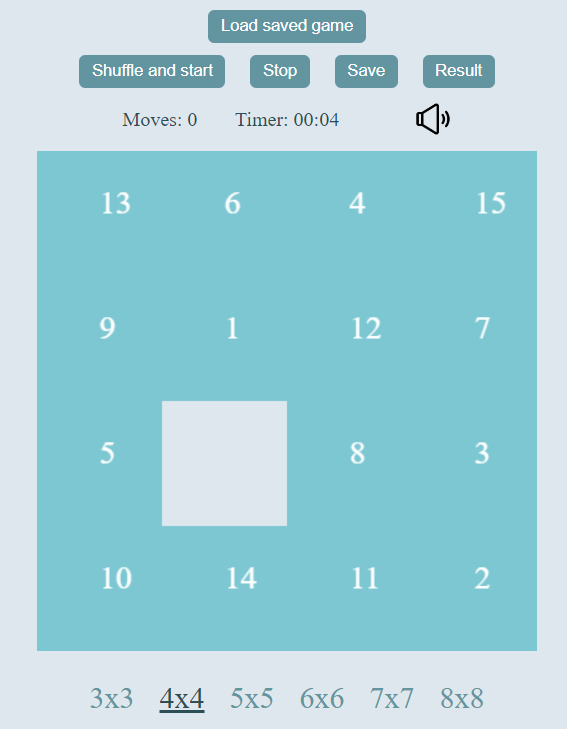 Load saved game
Shuffle and start Stop Save Result
Moves: 0 Timer: 00:04
13 6 4 15
9 1 12 7
5 8 3
10 14 11 2
3x3 4x4 5x5 6x6 7x7 8x8